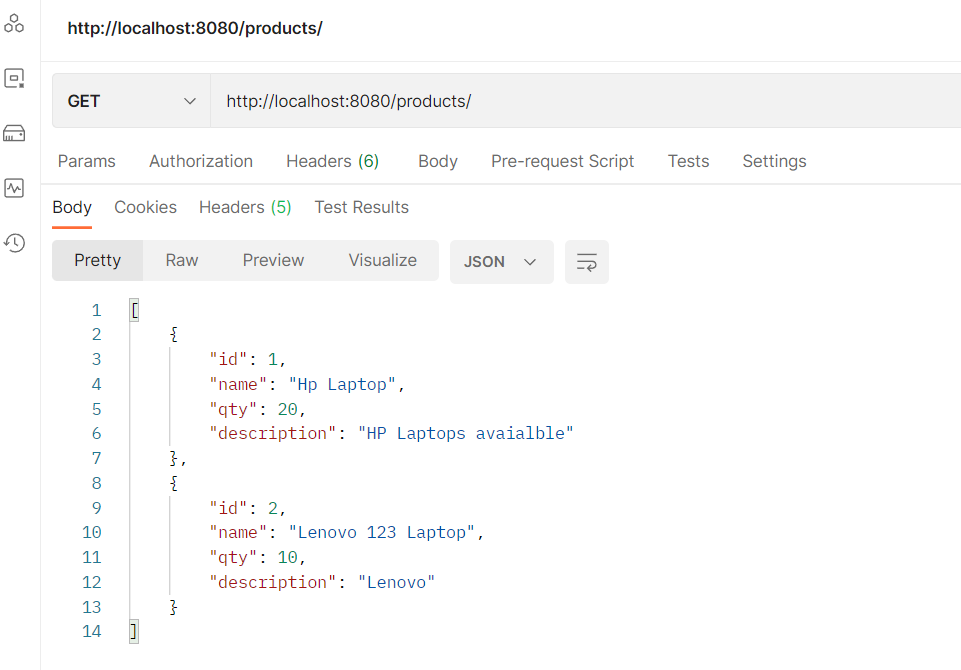 http://localhost:8080/products/
GET http://localhost:8080/products/
Params Authorization Headers (6) Body Pre-request Script Tests Settings
Body Cookies Headers (5) Test Results
Pretty Raw Preview Visualize JSON
1 [
2 {
3 "id": 1,
4 "name": "Hp Laptop",
5 "qty": 20,
6 "description": "HP Laptops avaialble"
7 },
8 {
9 "id": 2,
10 "name": "Lenovo 123 Laptop",
11 "qty": 10,
12 "description": "Lenovo"
13 }
14 ]